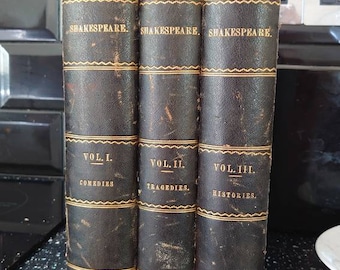 SHAKESPEARE.
VOL. I.
COMEDIES
SHAKESPEARE.
VOL. II.
TRAGEDIES.
SHAKESPEARE.
VOL. III.
HISTORIES.